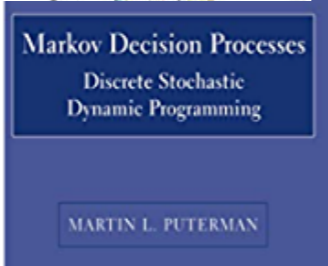 Markov Decision Processes
Discrete Stochastic
Dynamic Programming
MARTIN L. PUTERMAN